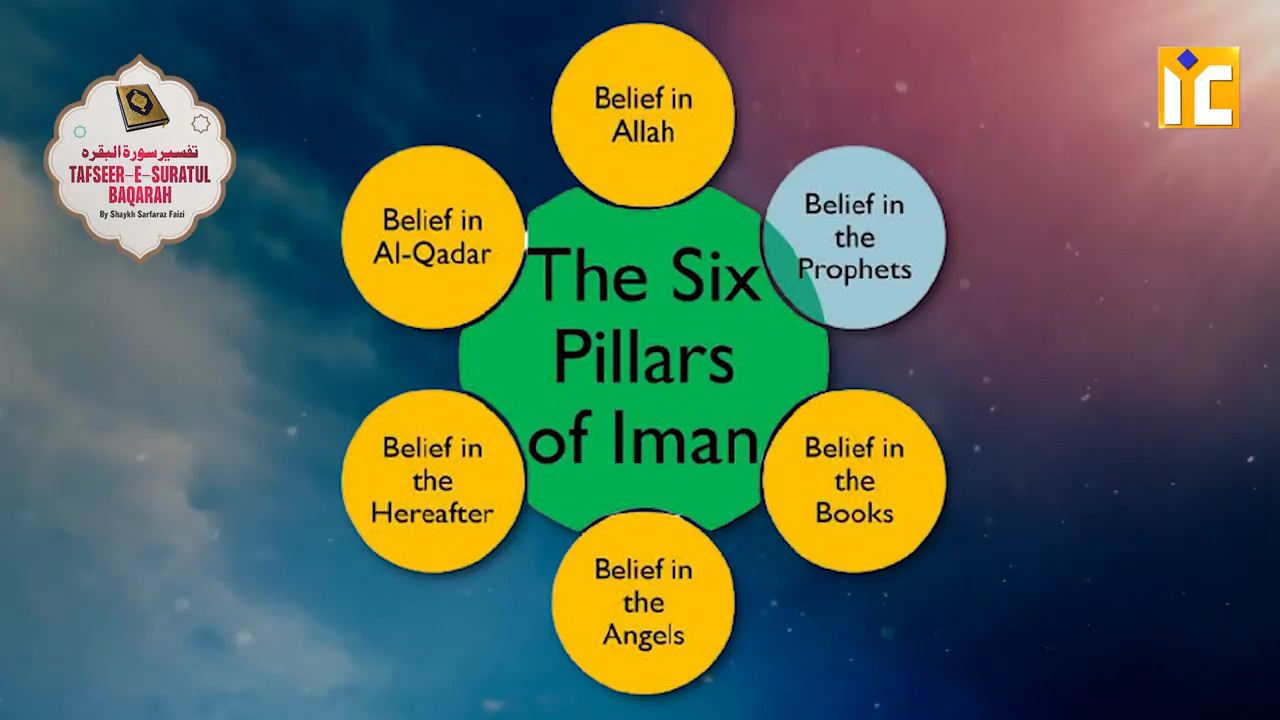 تفسير سورة البقره
TAFSEER-E-SURATUL
BAQARAH
By Shaykh Sarfaraz Faizi
IYC
Belief in
Allah
Belief in
the
Prophets
Belief in
the
Books
Belief in
the
Angels
Belief in
the
Hereafter
Belief in
Al-Qadar
The Six
Pillars
of Iman